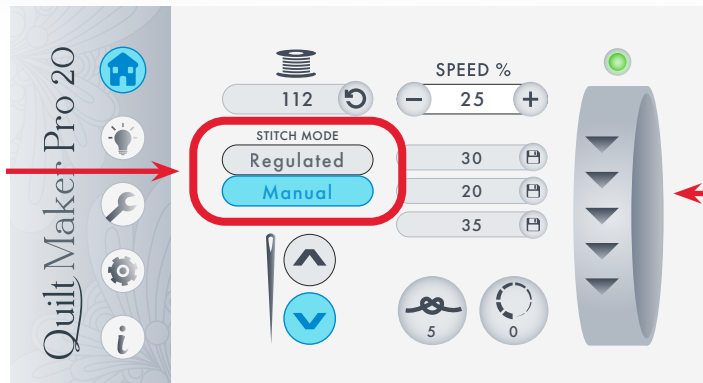 Quilt Maker Pro 20
112
SPEED %
25
STITCH MODE
Regulated
Manual
30
20
35
5
0
i